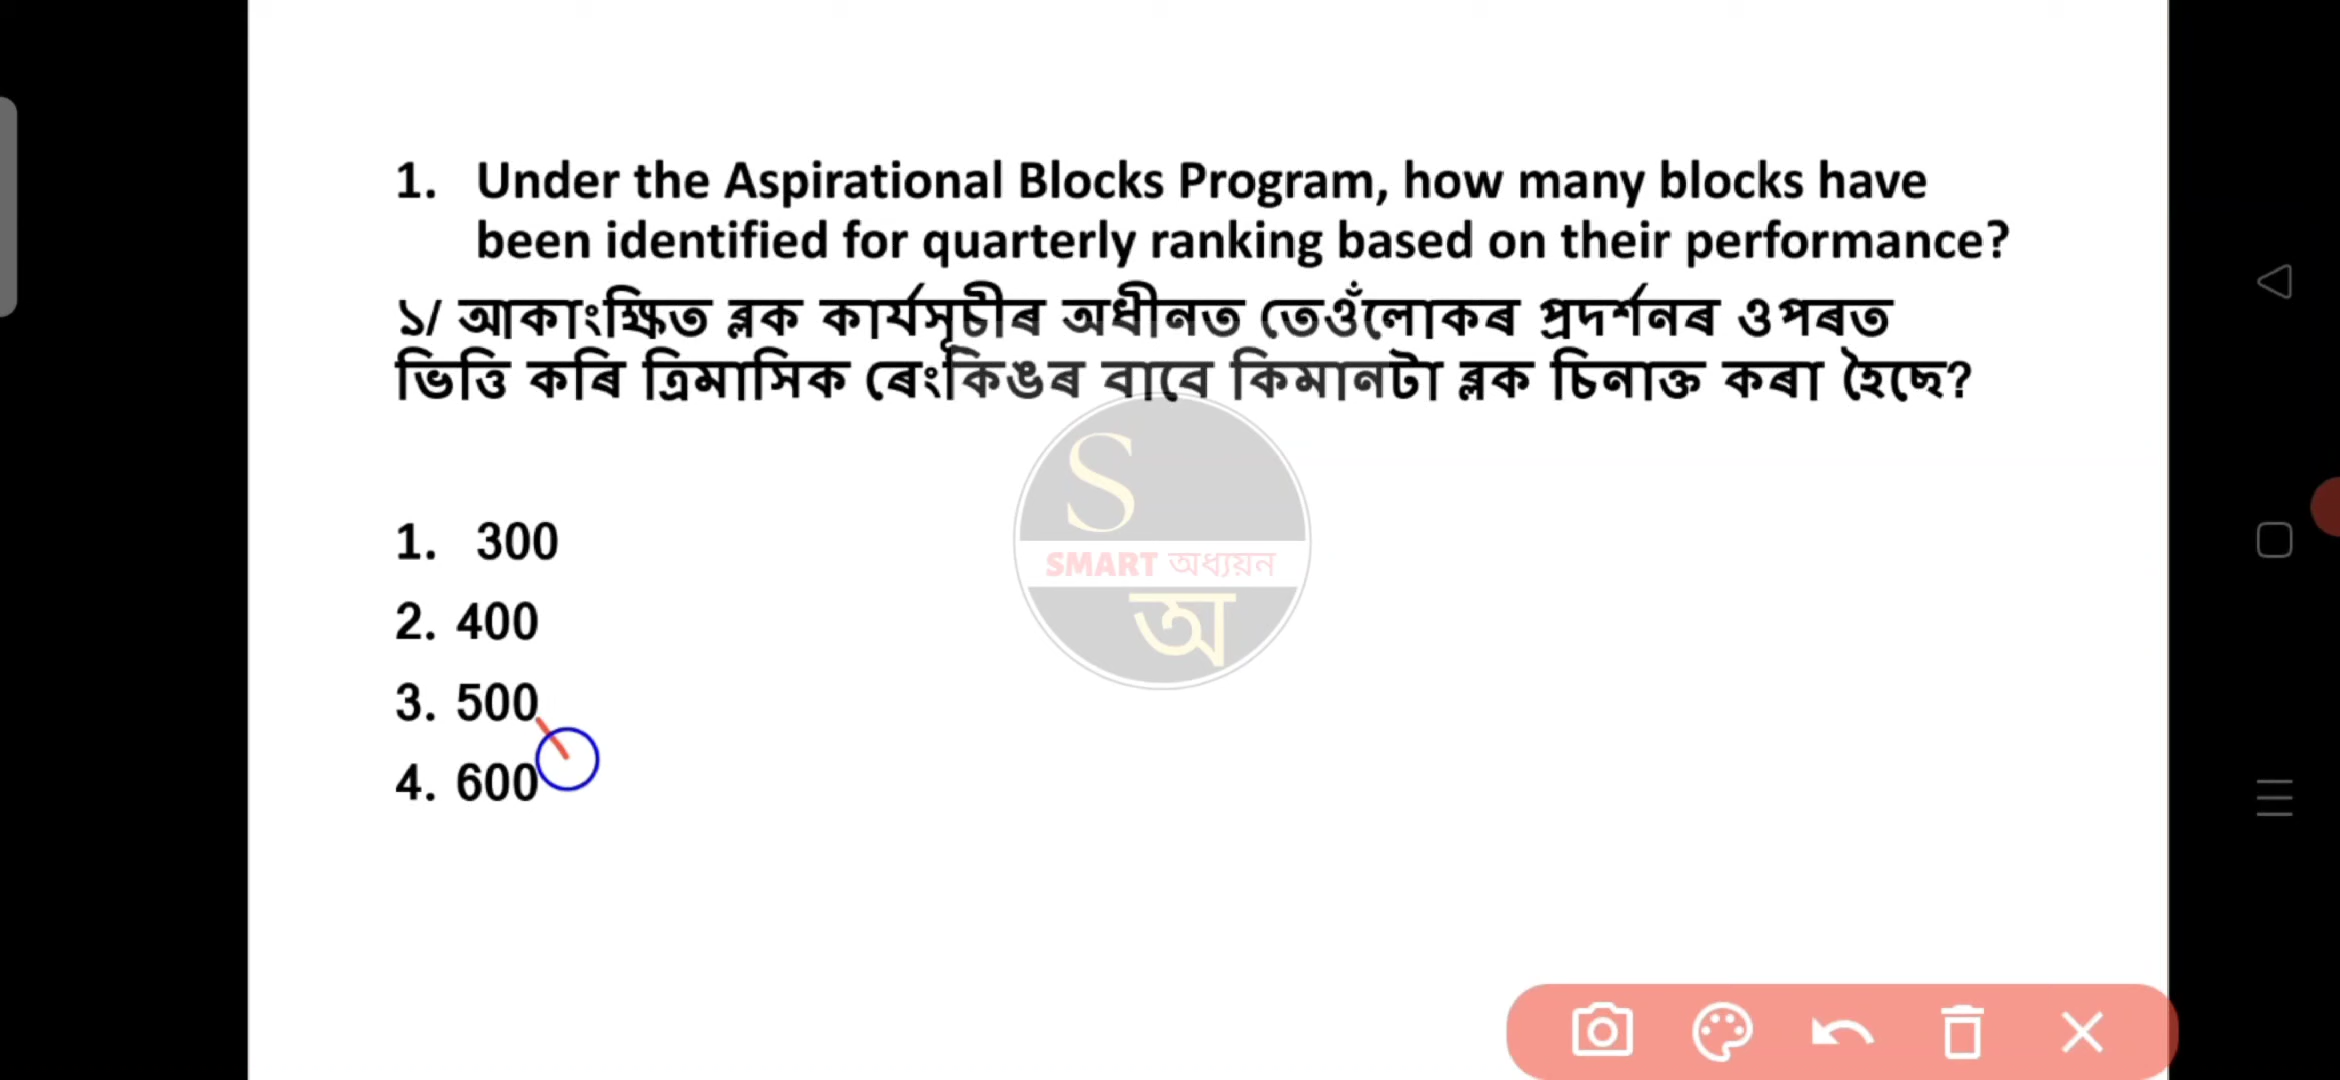 1. Under the Aspirational Blocks Program, how many blocks have
been identified for quarterly ranking based on their performance?
১/ আকাংক্ষিত ব্লক কাৰ্যসূচীৰ অধীনত তেওঁলোকৰ প্ৰদৰ্শনৰ ওপৰত
ভিত্তি কৰি ত্ৰিমাসিক ৰেংকিঙৰ বাবে কিমানটা ব্লক চিনাক্ত কৰা হৈছে?
S
SMART অধ্যয়ন
অ
1. 300
2. 400
3. 500
4. 600